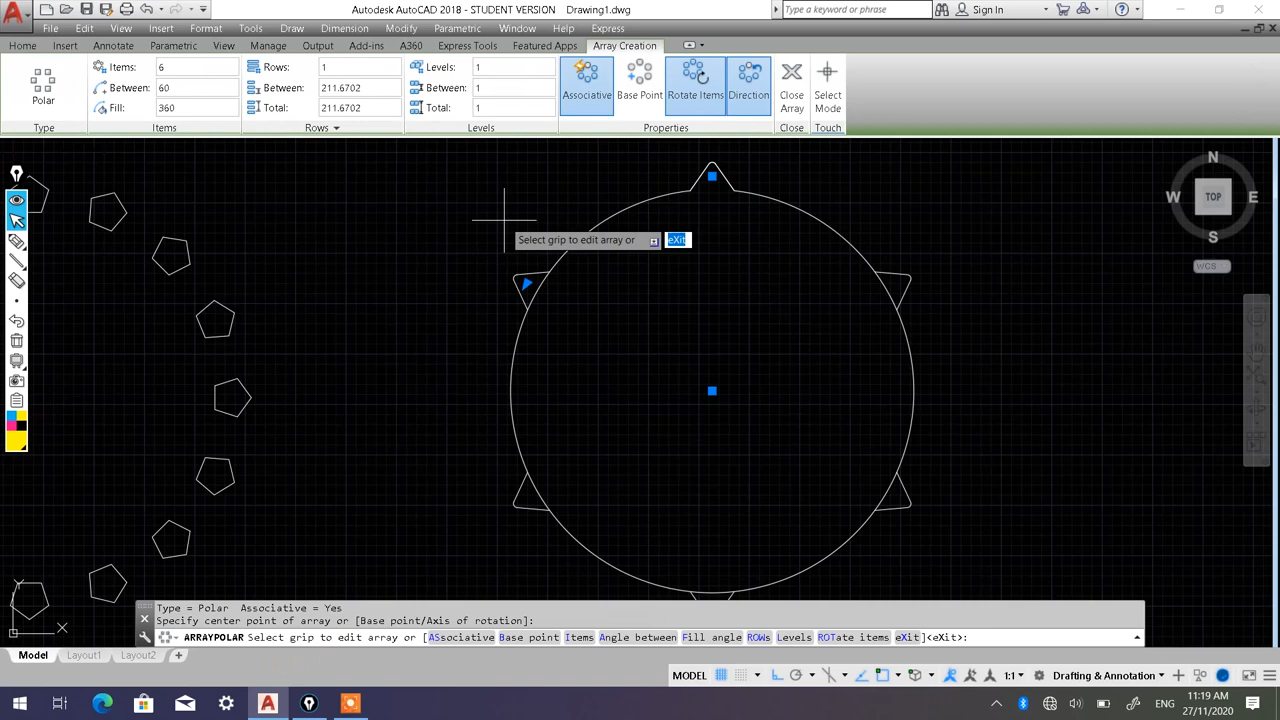 Autodesk AutoCAD 2018 - STUDENT VERSION Drawing1.dwg
Type a keyword or phrase
Sign In
File Edit View Insert Format Tools Draw Dimension Modify Parametric Window Help Express
Home Insert Annotate Parametric View Manage Output Add-ins A360 Express Tools Featured Apps Array Creation
Items: 6 Rows: 1 Levels: 1
Between: 60 Between: 211.6702 Between: 1
Fill: 360 Total: 211.6702 Total: 1
Polar
Associative Base Point Rotate Items Direction
Close Array
Select Mode
Type Items Rows Levels Properties Close Touch
N
W TOP E
S
WCS
Select grip to edit array or eXit
Y
X
Type = Polar Associative = Yes
Specify center point of array or [Base point/Axis of rotation]:
ARRAYPOLAR Select grip to edit array or [ASsociative Base point Items Angle between Fill angle ROWs Levels ROTate items eXit]<eXit>:
Model Layout1 Layout2 +
MODEL 1:1 Drafting & Annotation
ENG
11:19 AM
27/11/2020